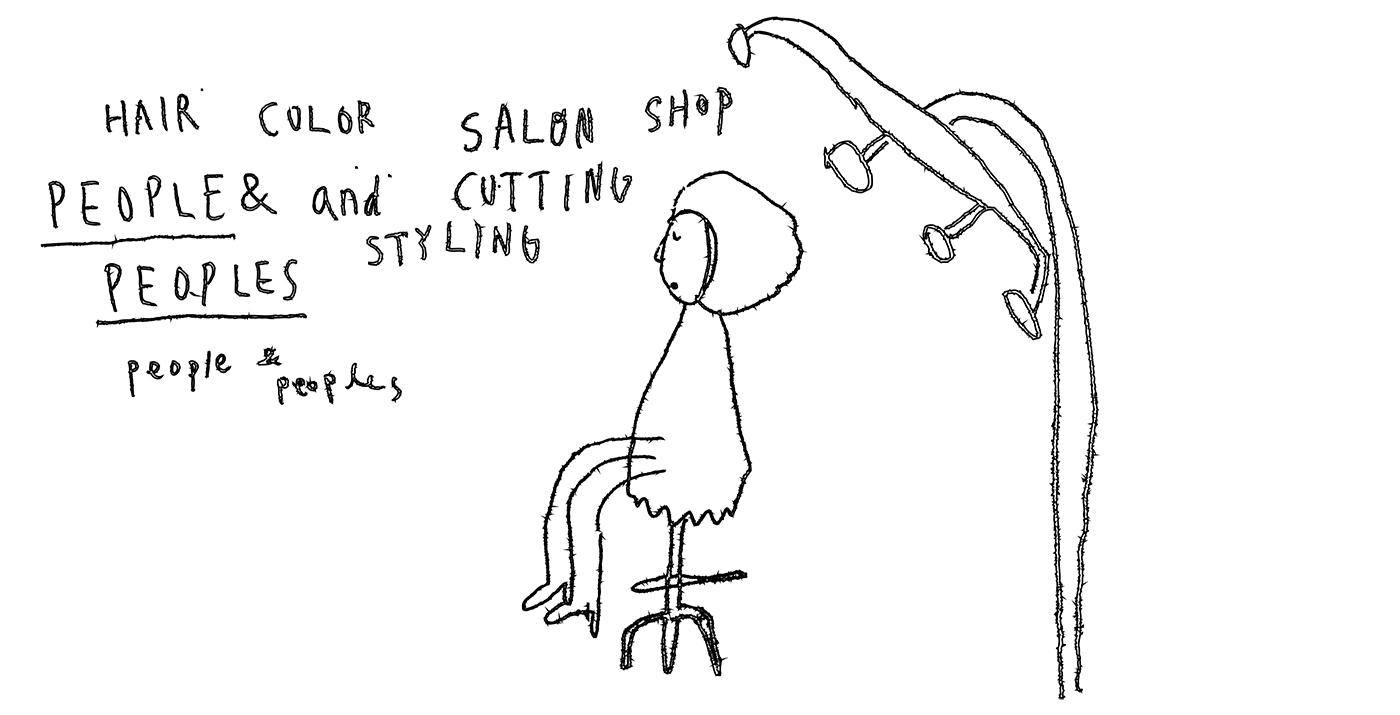 HAIR COLOR SALON SHOP
PEOPLE & and CUTTING
STYLING
PEOPLES
people &
peoples